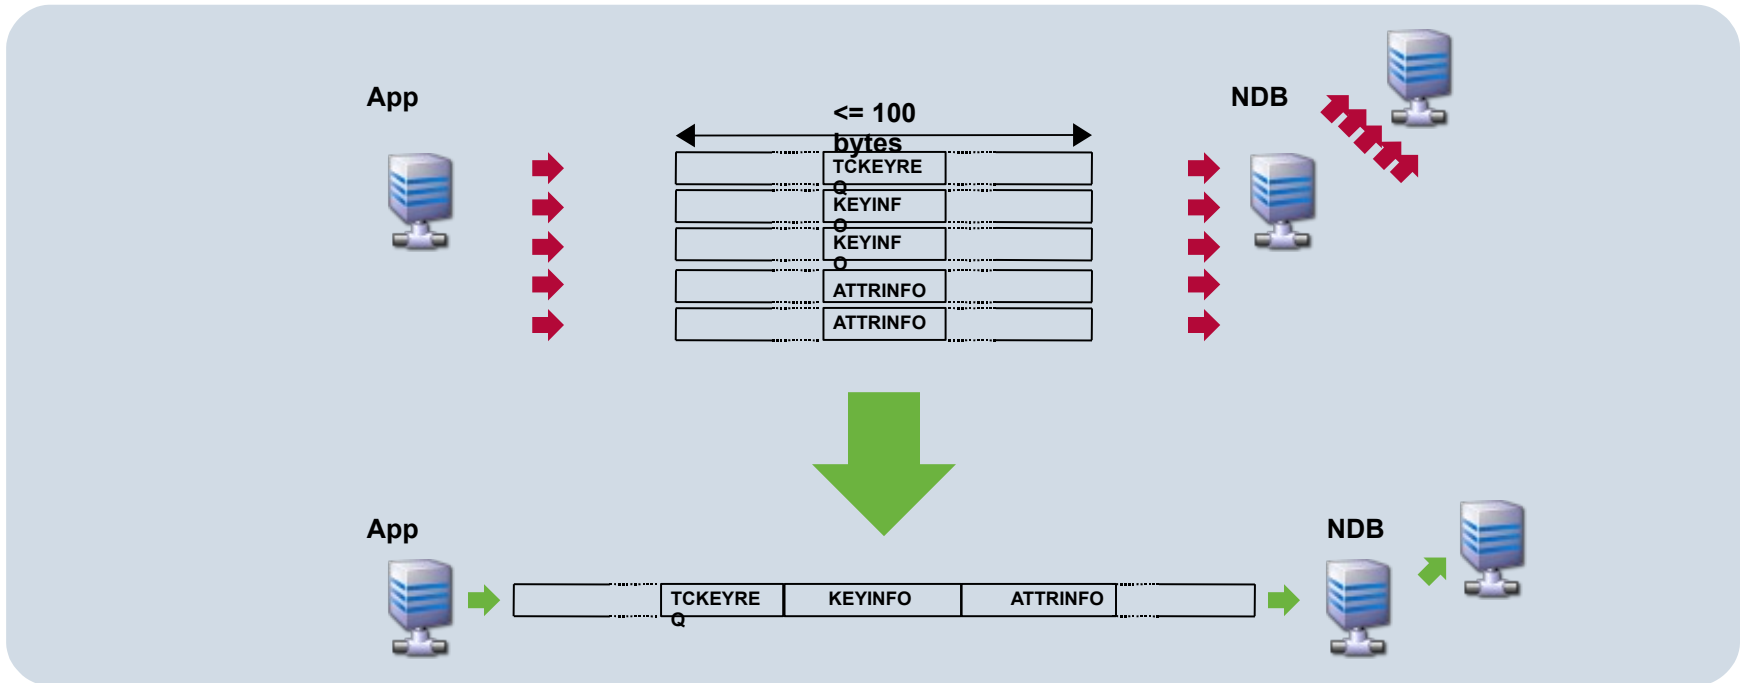 App
<= 100
bytes
NDB
TCKEYRE
Q
KEYINF
O
KEYINF
O
ATTRINFO
ATTRINFO
App
NDB
TCKEYRE
Q
KEYINFO
ATTRINFO